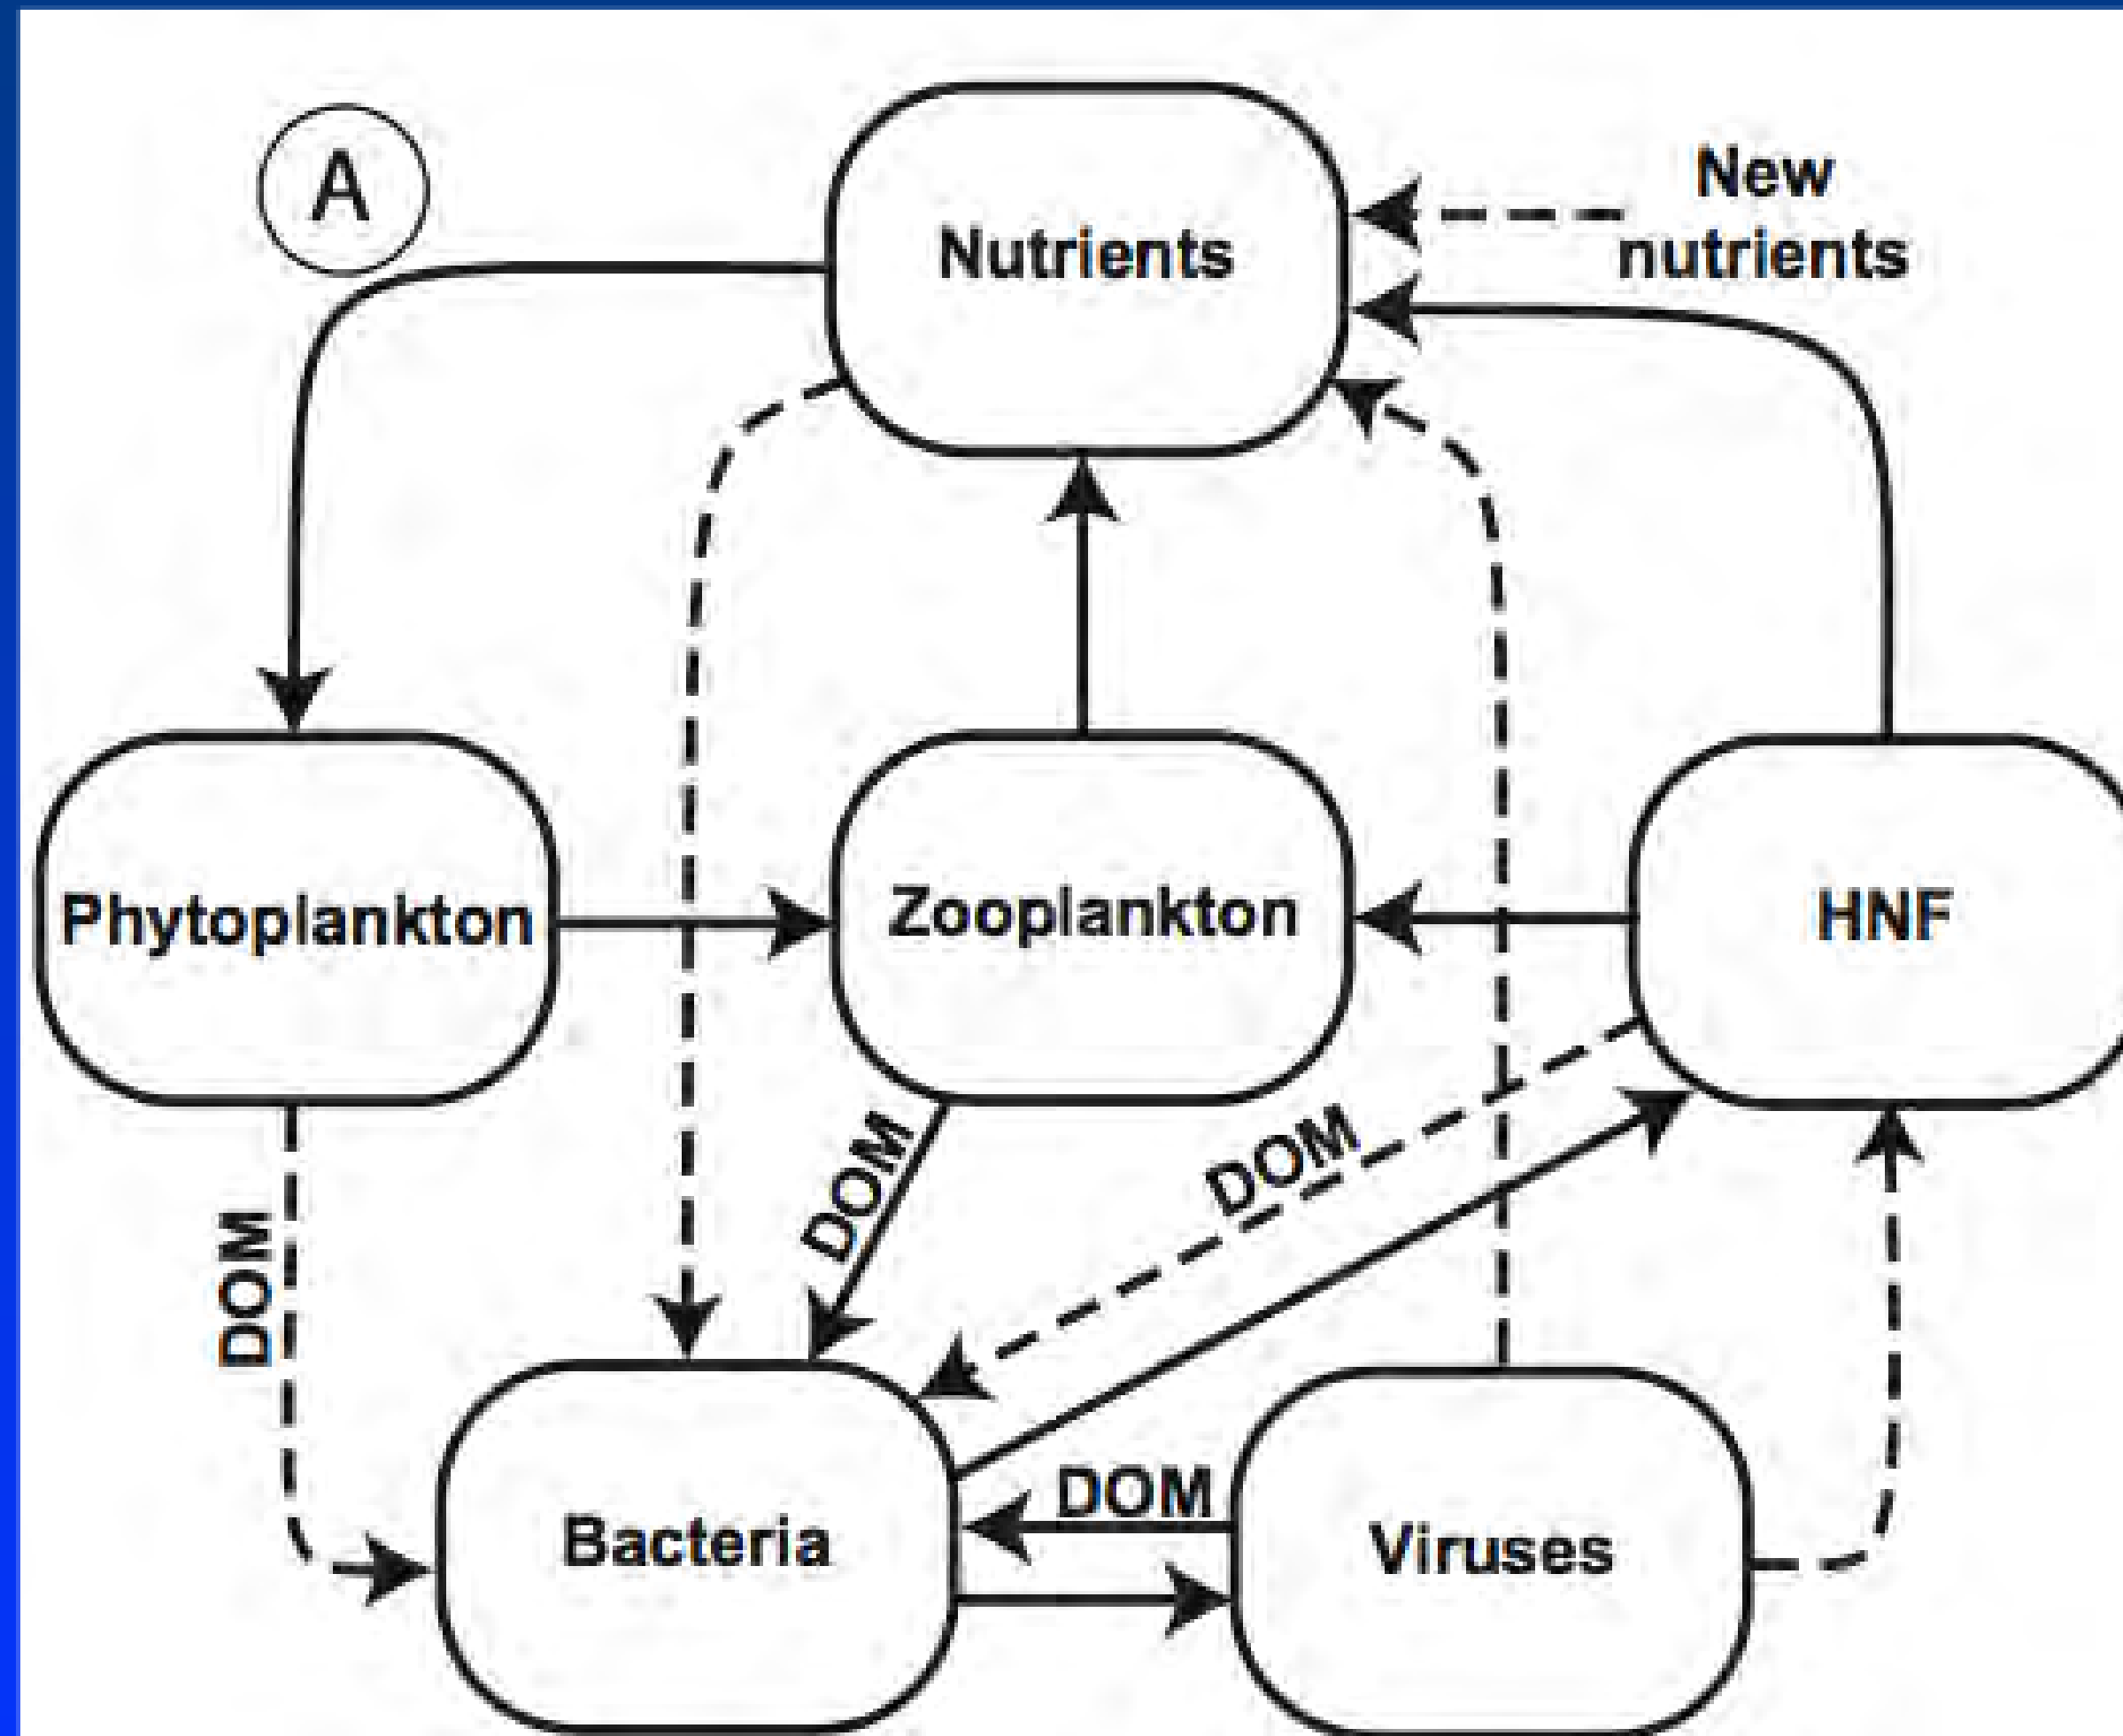 A
Nutrients
New
nutrients
Phytoplankton
Zooplankton
HNF
DOM
DOM
DOM
Bacteria
DOM
Viruses